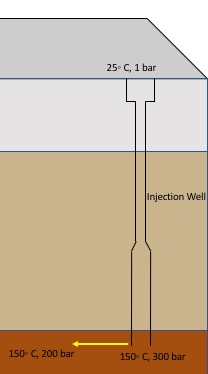 25◦ C, 1 bar
Injection Well
150◦ C, 200 bar
150◦ C, 300 bar